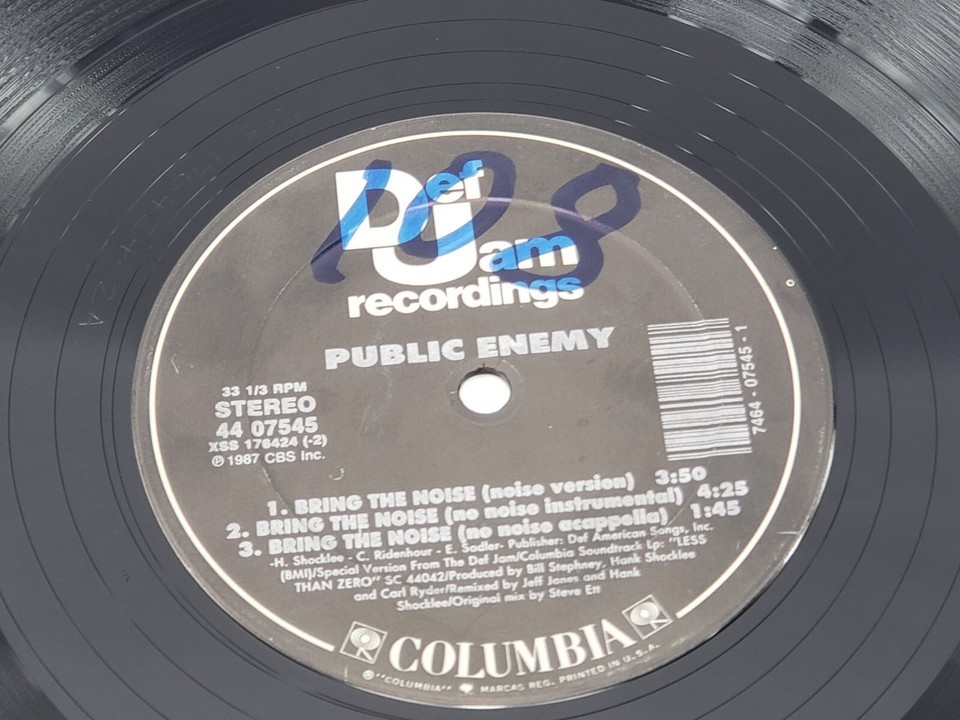 108
Def
Jam
recordings
PUBLIC ENEMY
33 1/3 RPM
STEREO
44 07545
XSS 176424 (-2)
℗ 1987 CBS Inc.
7464 - 07545 - 1
1. BRING THE NOISE (noise version) 3:50
2. BRING THE NOISE (no noise instrumental) 4:25
3. BRING THE NOISE (no noise acappella) 1:45
-H. Shocklee - C. Ridenhour - E. Sadler- Publisher: Def American Songs, Inc.
(BMI)/Special Version From The Def Jam/Columbia Soundtrack Lp: "LESS
THAN ZERO" SC 44042/Produced by Bill Stephney, Hank Shocklee
and Carl Ryder/Remixed by Jeff Jones and Hank
Shocklee/Original mix by Steve Ett
COLUMBIA
®"COLUMBIA" MARCAS REG. PRINTED IN U.S.A.